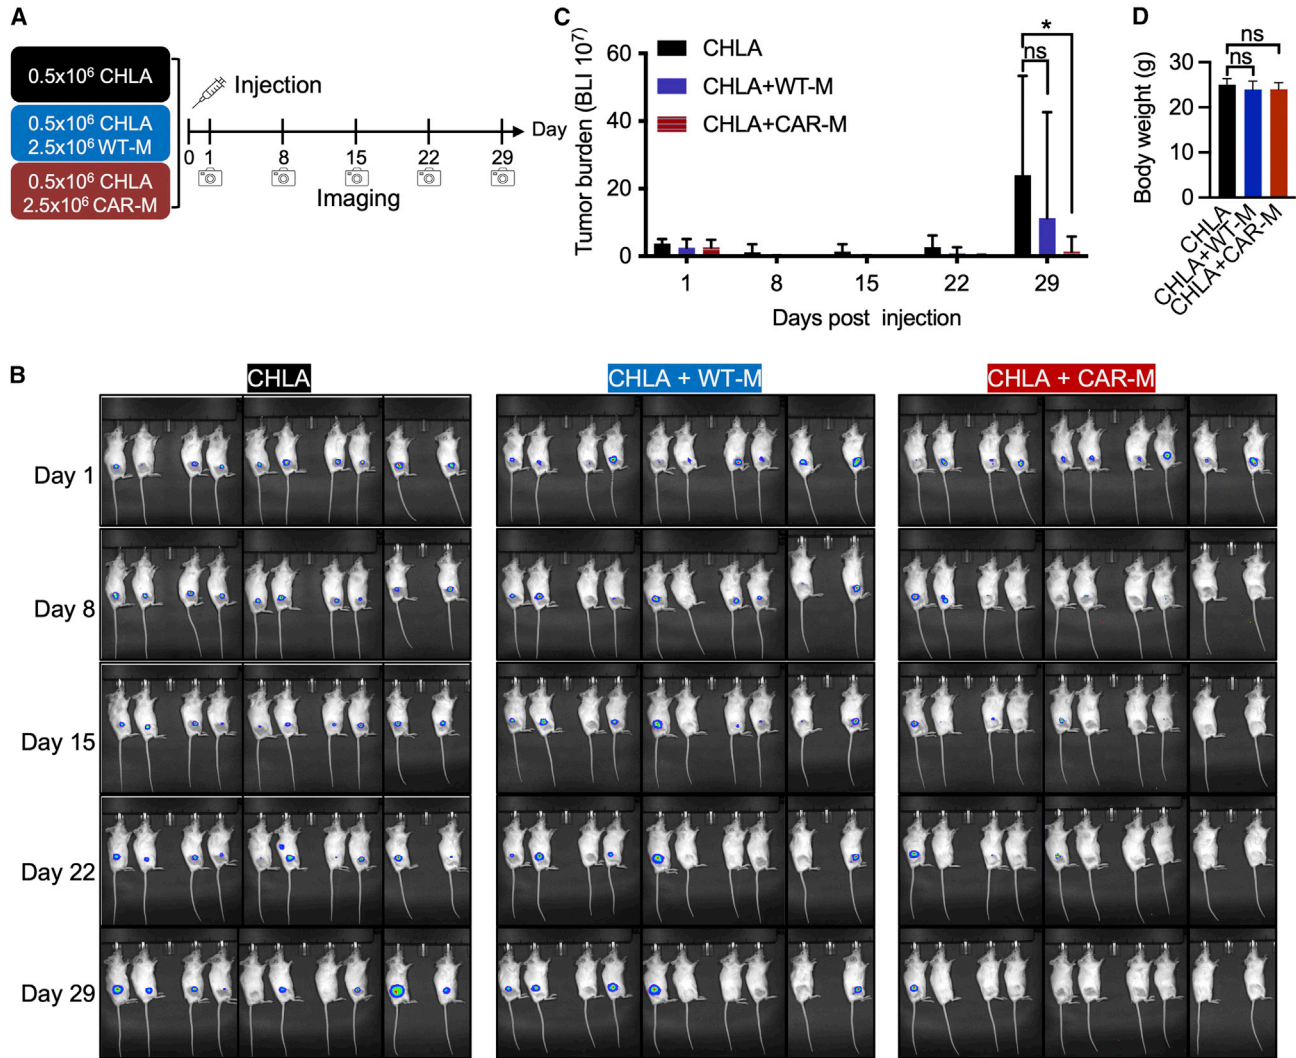 A
0.5x10⁶ CHLA
0.5x10⁶ CHLA
2.5x10⁶ WT-M
0.5x10⁶ CHLA
2.5x10⁶ CAR-M
Injection
Day
0 1 8 15 22 29
Imaging
C
Tumor burden (BLI 10⁷)
60
40
20
0
CHLA
CHLA+WT-M
CHLA+CAR-M
*
ns
1 8 15 22 29
Days post injection
D
Body weight (g)
30
20
10
0
ns
ns
CHLA
CHLA+WT-M
CHLA+CAR-M
B
CHLA
CHLA + WT-M
CHLA + CAR-M
Day 1
Day 8
Day 15
Day 22
Day 29